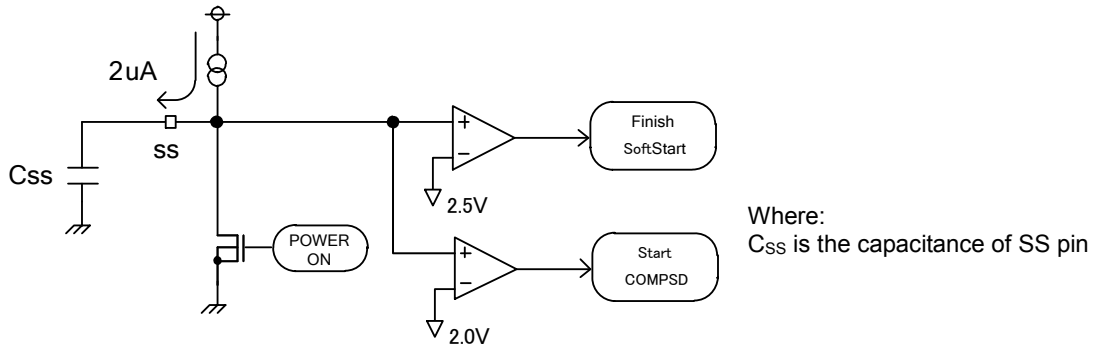 2uA
ss
Css
Finish
SoftStart
2.5V
POWER
ON
Start
COMPSD
2.0V
Where:
CSS is the capacitance of SS pin